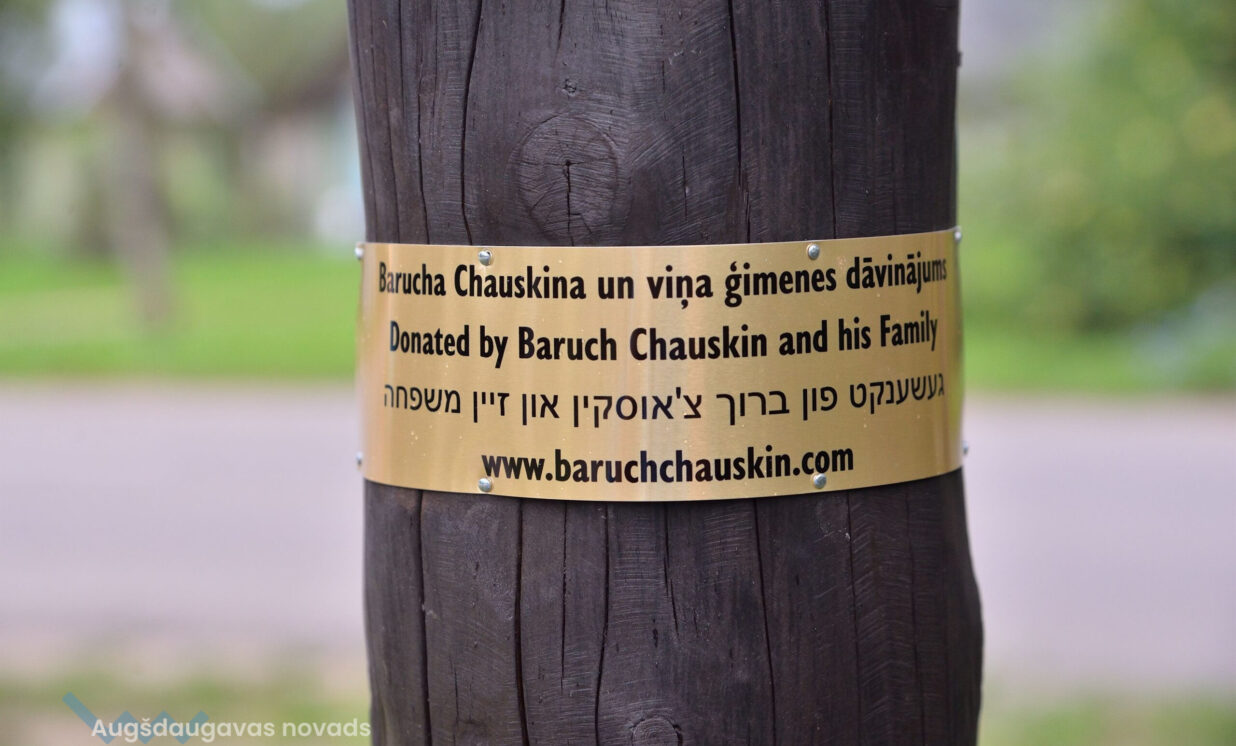 Barucha Chauskina un viņa ģimenes dāvinājums
Donated by Baruch Chauskin and his Family
געשענקט פון ברוך צ'אוסקין און זיין משפחה
www.baruchchauskin.com
Augšdaugavas novads